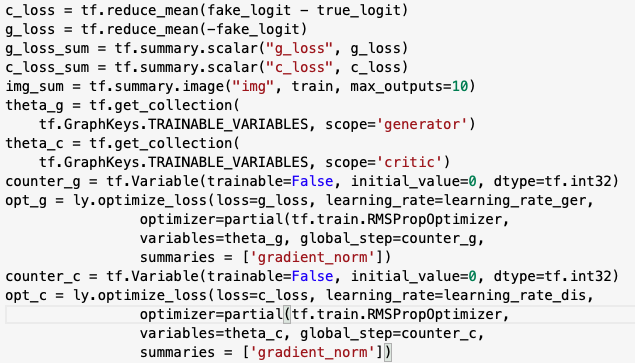 c_loss = tf.reduce_mean(fake_logit - true_logit)
g_loss = tf.reduce_mean(-fake_logit)
g_loss_sum = tf.summary.scalar("g_loss", g_loss)
c_loss_sum = tf.summary.scalar("c_loss", c_loss)
img_sum = tf.summary.image("img", train, max_outputs=10)
theta_g = tf.get_collection(
    tf.GraphKeys.TRAINABLE_VARIABLES, scope='generator')
theta_c = tf.get_collection(
    tf.GraphKeys.TRAINABLE_VARIABLES, scope='critic')
counter_g = tf.Variable(trainable=False, initial_value=0, dtype=tf.int32)
opt_g = ly.optimize_loss(loss=g_loss, learning_rate=learning_rate_ger,
                optimizer=partial(tf.train.RMSPropOptimizer,
                variables=theta_g, global_step=counter_g,
                summaries = ['gradient_norm'])
counter_c = tf.Variable(trainable=False, initial_value=0, dtype=tf.int32)
opt_c = ly.optimize_loss(loss=c_loss, learning_rate=learning_rate_dis,
                optimizer=partial(tf.train.RMSPropOptimizer,
                variables=theta_c, global_step=counter_c,
                summaries = ['gradient_norm'])